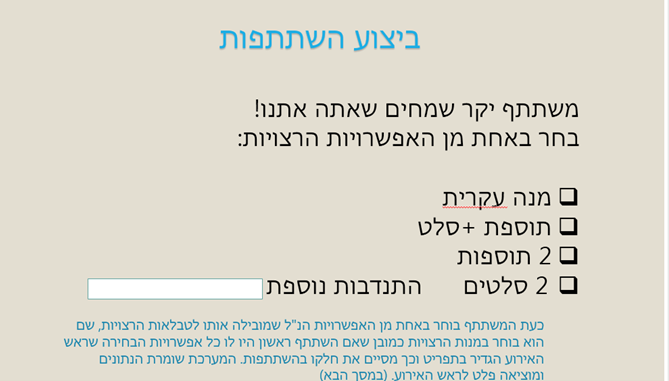 ביצוע השתתפות
משתתף יקר שמחים שאתה אתנו!
בחר באחת מן האפשרויות הרצויות:
מנה עקרית
תוספת +סלט
2 תוספות
2 סלטים התנדבות נוספת
כעת המשתתף בוחר באחת מן האפשרויות הנ"ל שמובילה אותו לטבלאות הרצויות, שם
הוא בוחר במנות הרצויות כמובן שאם השתתף ראשון היו לו כל אפשרויות הבחירה שראש
האירוע הגדיר בתפריט וכך מסיים את חלקו בהשתתפות. המערכת שומרת הנתונים
ומוציאה פלט לראש האירוע. (במסך הבא)